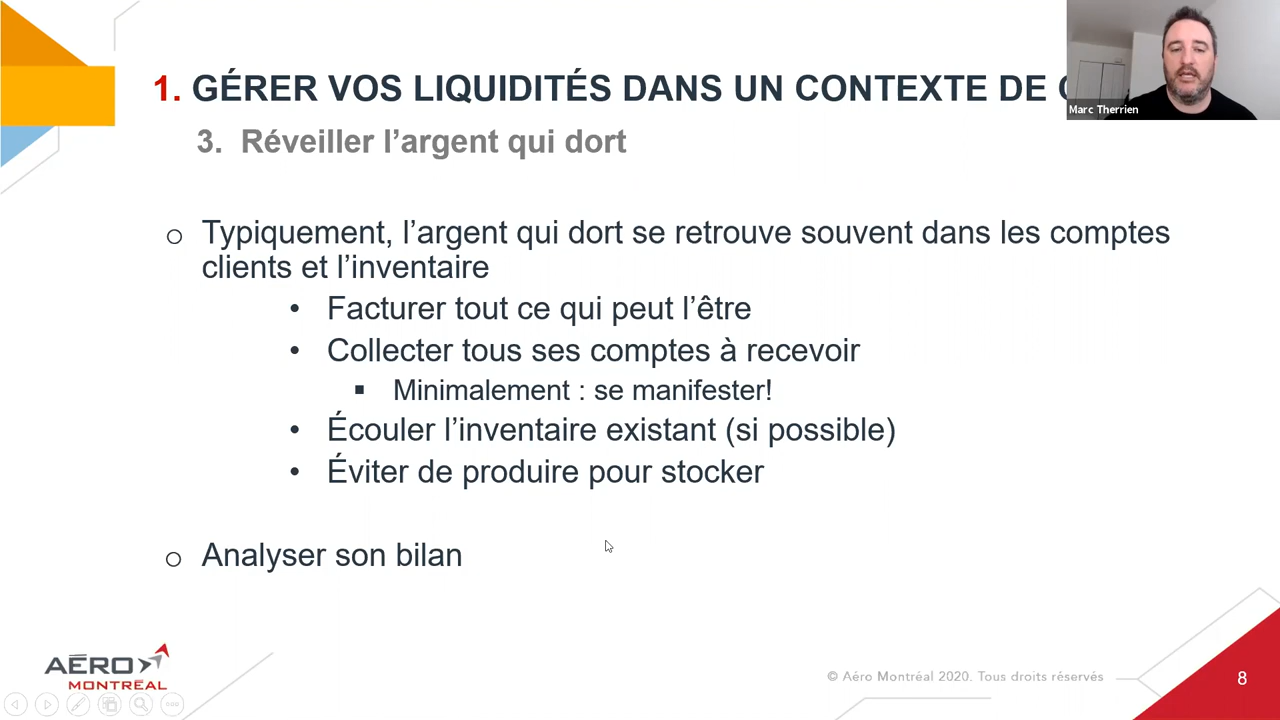 1. GÉRER VOS LIQUIDITÉS DANS UN CONTEXTE DE
Marc Therrien
3. Réveiller l’argent qui dort
o Typiquement, l’argent qui dort se retrouve souvent dans les comptes
clients et l’inventaire
• Facturer tout ce qui peut l’être
• Collecter tous ses comptes à recevoir
▪ Minimalement : se manifester!
• Écouler l’inventaire existant (si possible)
• Éviter de produire pour stocker
o Analyser son bilan
AÉRO
MONTRÉAL
© Aéro Montréal 2020. Tous droits réservés
8